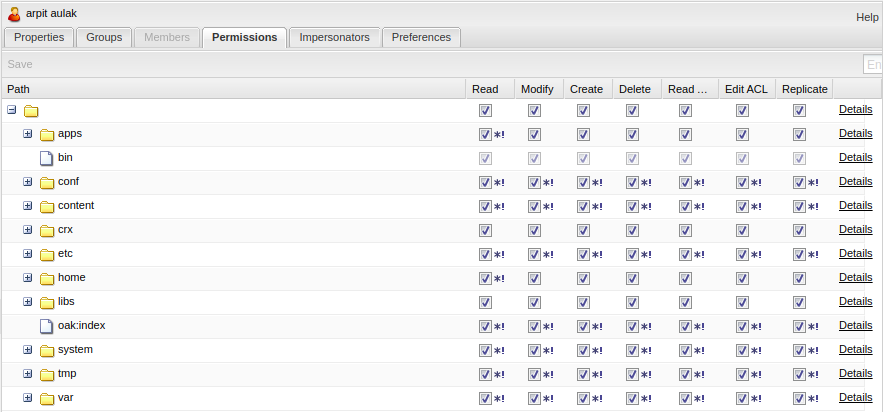 arpit aulak
Help
Properties Groups Members Permissions Impersonators Preferences
Save En
Path Read Modify Create Delete Read ... Edit ACL Replicate
Details
apps *! Details
bin Details
conf *! *! *! *! *! *! *! Details
content *! *! *! *! *! *! *! Details
crx Details
etc *! *! *! *! *! *! *! Details
home *! Details
libs Details
oak:index *! *! *! *! *! *! *! Details
system *! *! *! *! *! *! *! Details
tmp *! *! *! *! *! *! *! Details
var *! *! *! *! *! *! *! Details